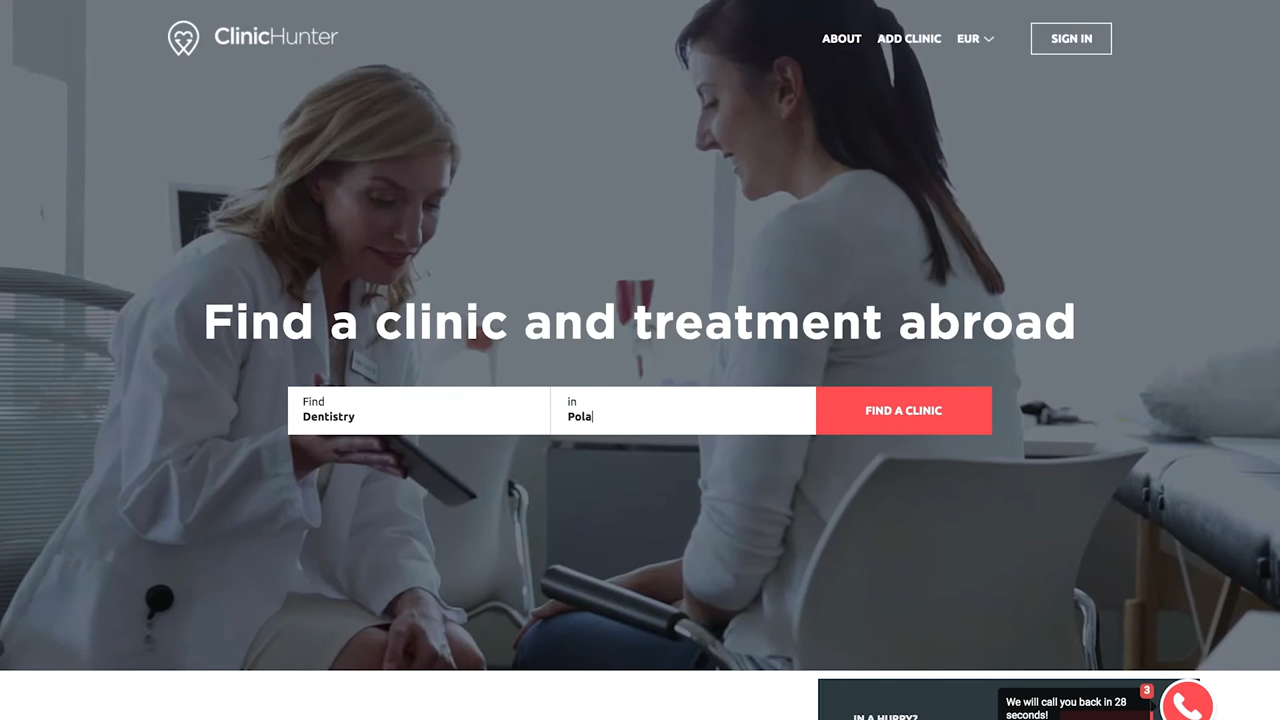 ClinicHunter
ABOUT
ADD CLINIC
EUR
SIGN IN
Find a clinic and treatment abroad
Find
Dentistry
in
Pola
FIND A CLINIC
3
We will call you back in 28
seconds!
IN A HURRY?